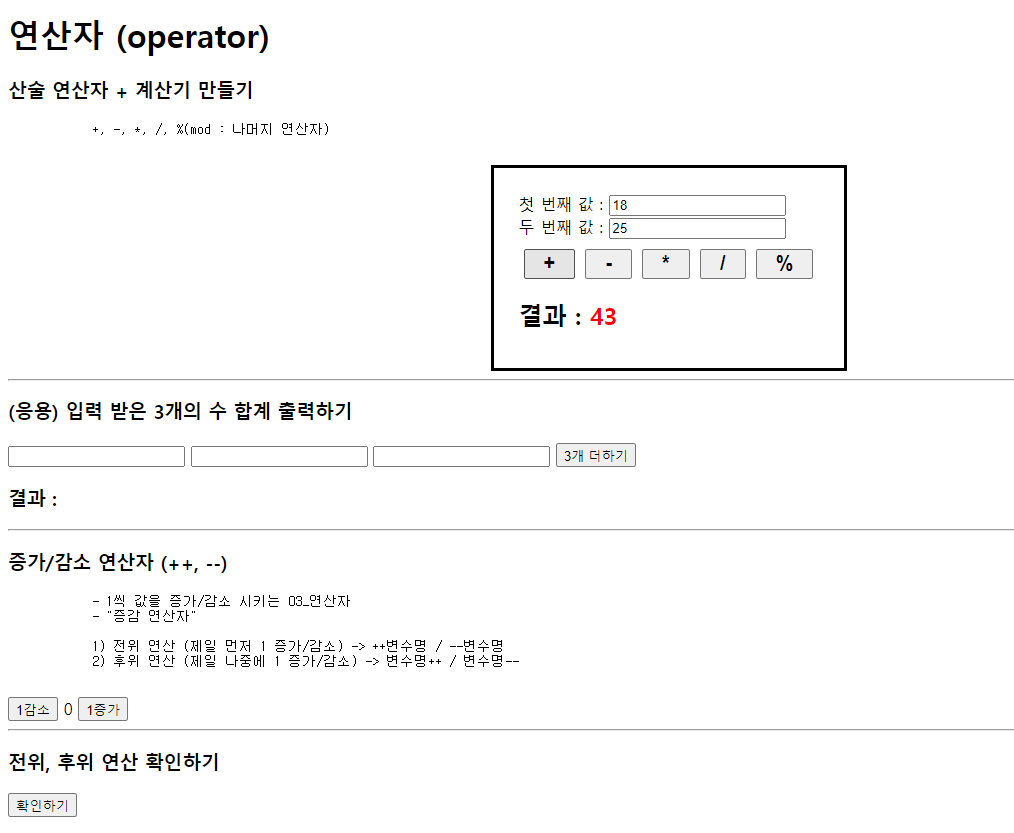 연산자 (operator)
산술 연산자 + 계산기 만들기
+, -, *, /, %(mod : 나머지 연산자)
첫 번째 값 : 18
두 번째 값 : 25
+ - * / %
결과 : 43
(응용) 입력 받은 3개의 수 합계 출력하기
3개 더하기
결과 :
증가/감소 연산자 (++, --)
- 1씩 값을 증가/감소 시키는 03_연산자
- "증감 연산자"
1) 전위 연산 (제일 먼저 1 증가/감소) -> ++변수명 / --변수명
2) 후위 연산 (제일 나중에 1 증가/감소) -> 변수명++ / 변수명--
1감소 0 1증가
전위, 후위 연산 확인하기
확인하기